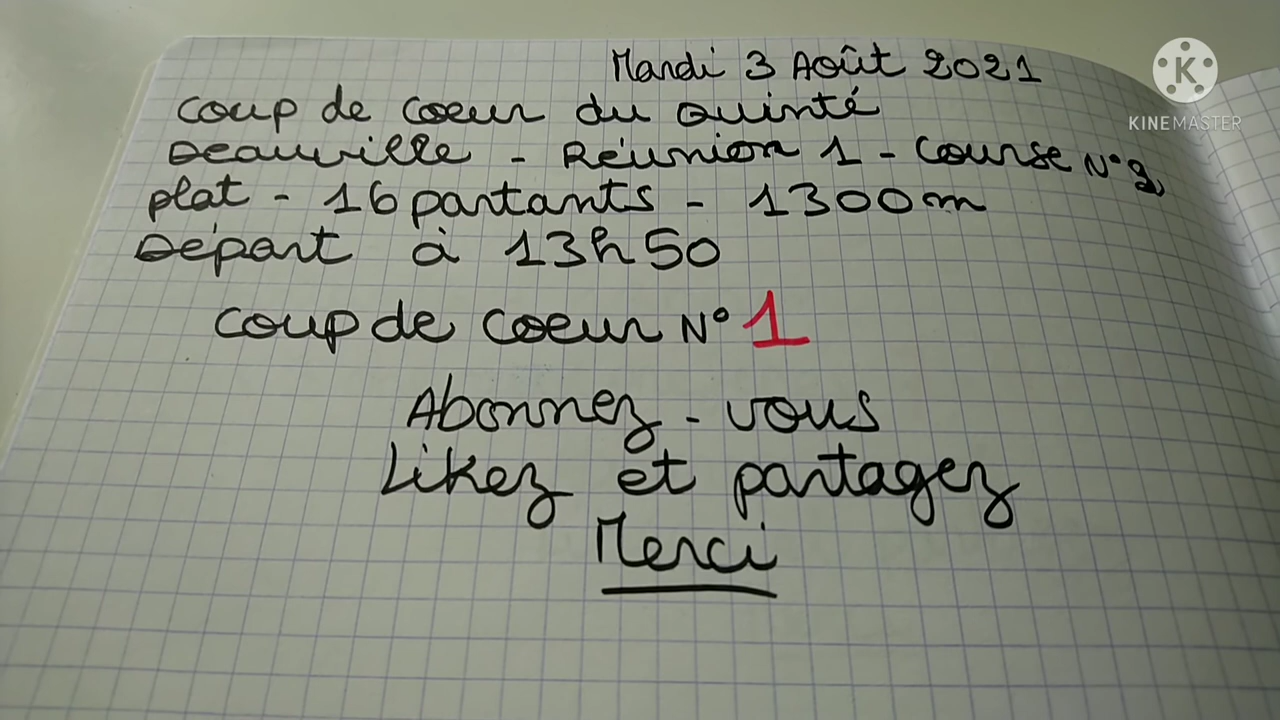 Mardi 3 Août 2021
coup de coeur du Quinté
Deauville - Réunion 1 - Course N°2
plat - 16 partants - 1300m
Départ à 13h50
coup de coeur N° 1
Abonnez-vous
Likez et partagez
Merci
K
KINEMASTER